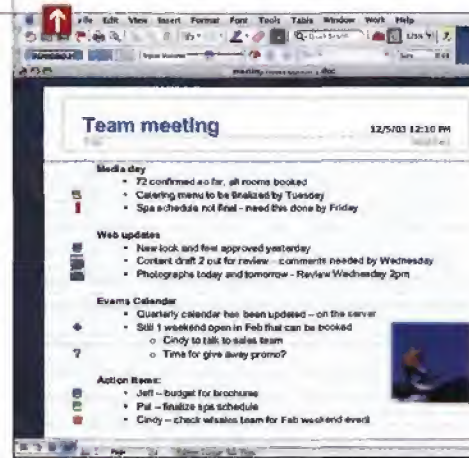 File Edit View Insert Format Font Tools Table Window Work Help
meeting .doc
Team meeting
12/5/03 12:10 PM
Media day
• 72 confirmed so far, all rooms booked
• Catering menu to be finalized by Tuesday
• Spa schedule not final - need this done by Friday
Web updates
• New look and feel approved yesterday
• Content draft 2 out for review - comments needed by Wednesday
• Photographs today and tomorrow - Review Wednesday 2pm
Events Calendar
• Quarterly calendar has been updated – on the server
• Still 1 weekend open in Feb that can be booked
o Cindy to talk to sales team
? o Time for give away promo?
Action Items:
• Jeff – budget for brochures
• Pat – finalize spa schedule
• Cindy – check w/sales team for Feb weekend event